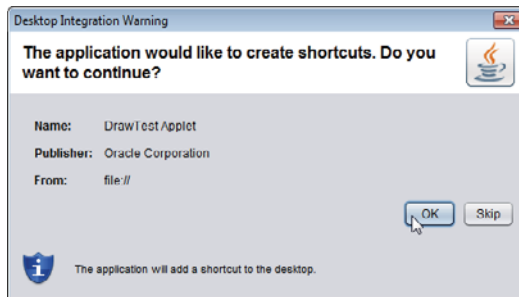 Desktop Integration Warning
The application would like to create shortcuts. Do you
want to continue?
Name: DrawTest Applet
Publisher: Oracle Corporation
From: file://
OK Skip
The application will add a shortcut to the desktop.